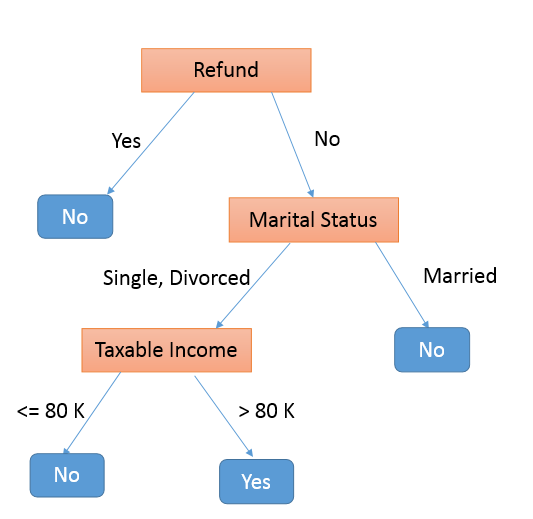 Refund
Yes
No
No
Marital Status
Single, Divorced
Married
Taxable Income
No
<= 80 K
> 80 K
No
Yes